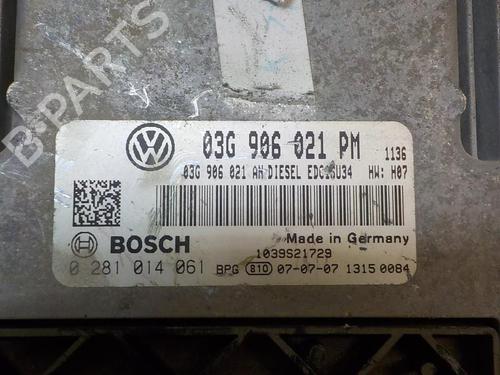 B-PARTS
03G 906 021 PM 1136
03G 906 021 AN DIESEL EDC16U34 HW: H07
BOSCH
Made in Germany
1039S21729
0 281 014 061 BPG 810 07-07-07 1315 0084